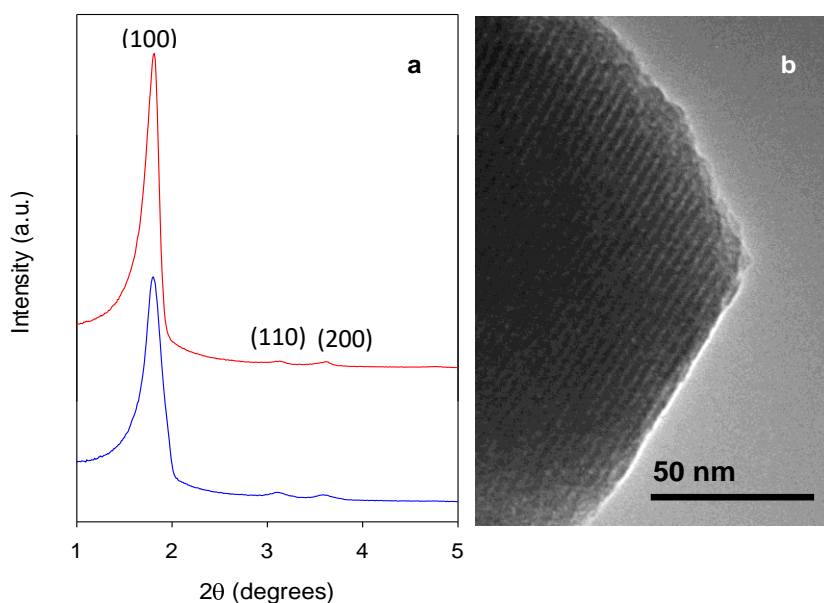 (100)
a
b
(110)
(200)
Intensity (a.u.)
50 nm
1 2 3 4 5
2θ (degrees)